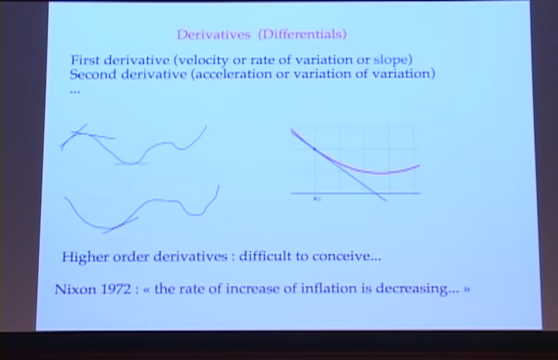 Derivatives (Differentials)
First derivative (velocity or rate of variation or slope)
Second derivative (acceleration or variation of variation)
...
Higher order derivatives : difficult to conceive...
Nixon 1972 : « the rate of increase of inflation is decreasing... »